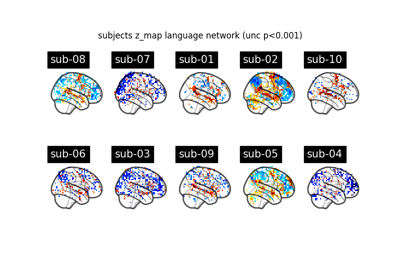 subjects z_map language network (unc p<0.001)
sub-08 sub-07 sub-01 sub-02 sub-10
sub-06 sub-03 sub-09 sub-05 sub-04